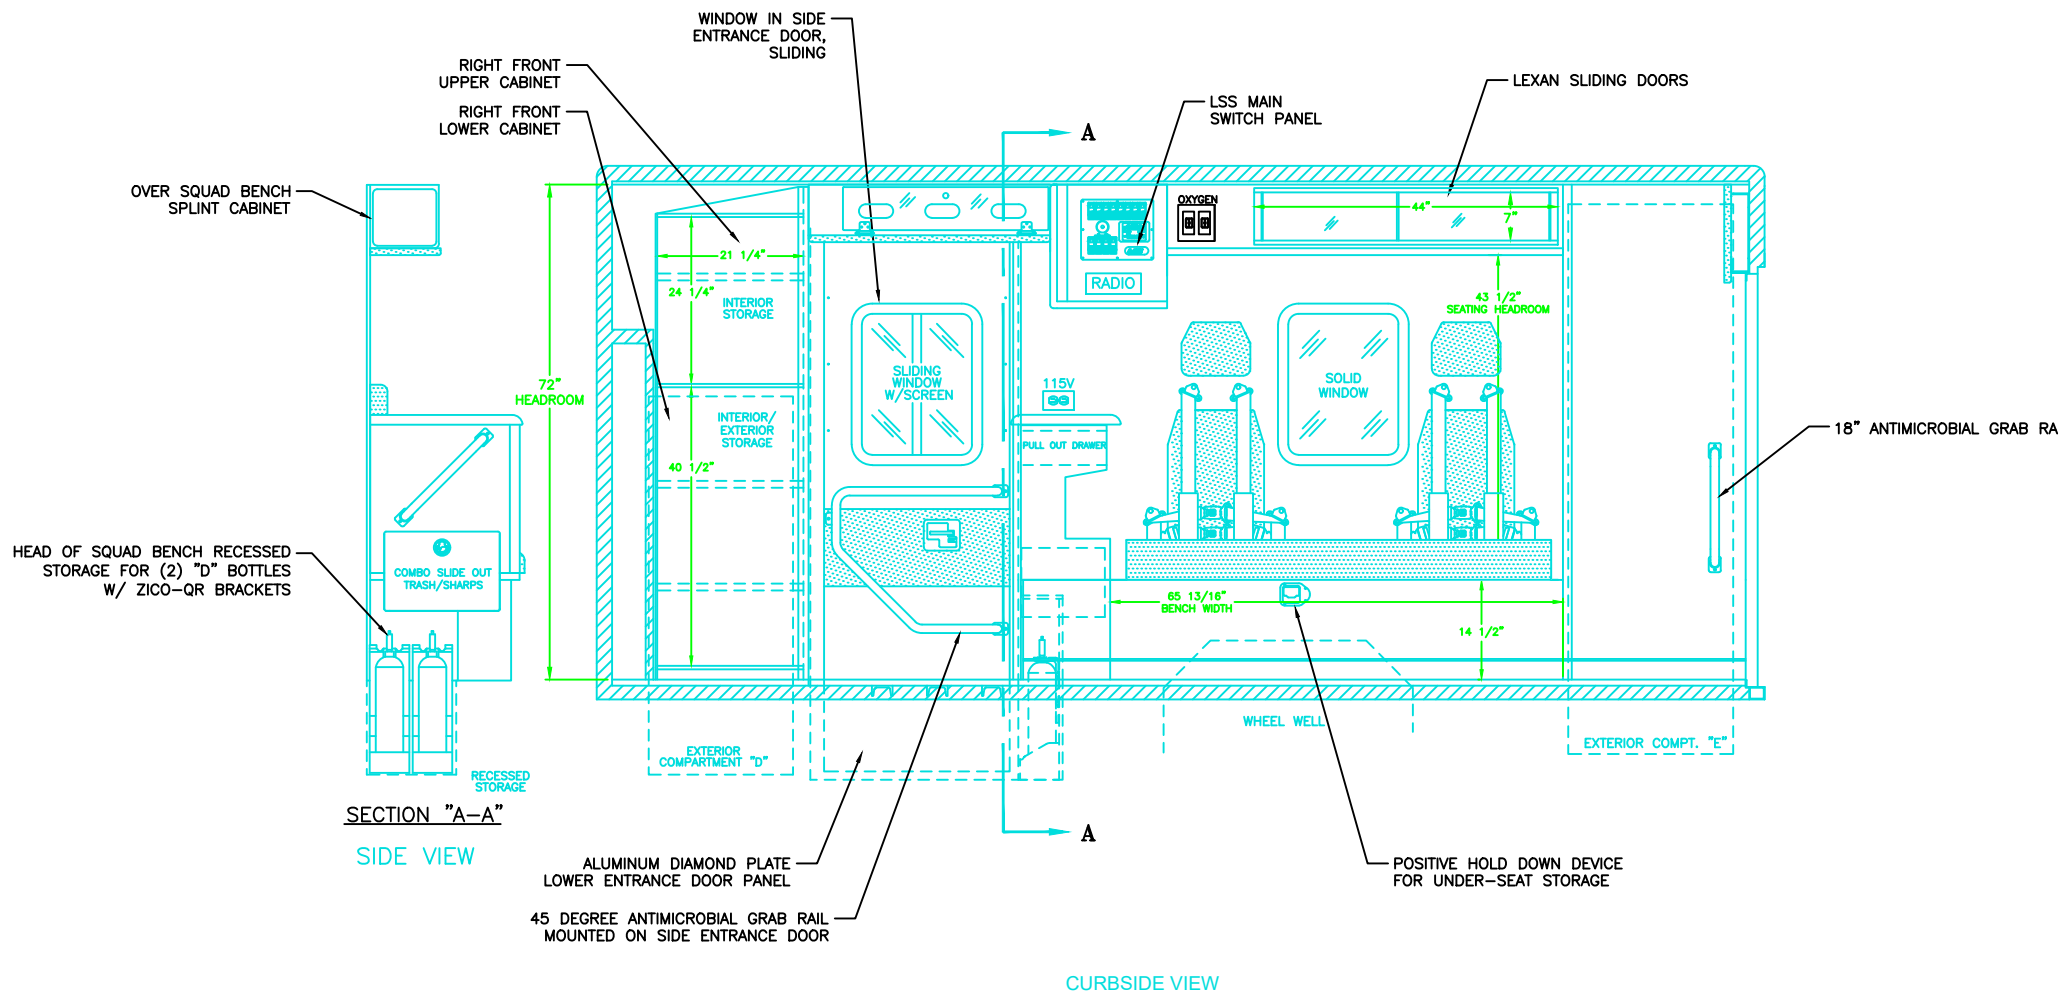 WINDOW IN SIDE
ENTRANCE DOOR,
SLIDING
RIGHT FRONT
UPPER CABINET
RIGHT FRONT
LOWER CABINET
LEXAN SLIDING DOORS
LSS MAIN
SWITCH PANEL
A
OVER SQUAD BENCH
SPLINT CABINET
OXYGEN
44"
7"
21 1/4"
24 1/4"
INTERIOR
STORAGE
RADIO
43 1/2"
SEATING HEADROOM
72"
HEADROOM
SLIDING
WINDOW
W/SCREEN
115V
SOLID
WINDOW
INTERIOR/
EXTERIOR
STORAGE
PULL OUT DRAWER
18" ANTIMICROBIAL GRAB RA
40 1/2"
HEAD OF SQUAD BENCH RECESSED
STORAGE FOR (2) "D" BOTTLES
W/ ZICO-QR BRACKETS
COMBO SLIDE OUT
TRASH/SHARPS
65 13/16"
BENCH WIDTH
14 1/2"
WHEEL WELL
EXTERIOR
COMPARTMENT "D"
EXTERIOR COMPT. "E"
RECESSED
STORAGE
SECTION "A-A"
SIDE VIEW
A
ALUMINUM DIAMOND PLATE
LOWER ENTRANCE DOOR PANEL
POSITIVE HOLD DOWN DEVICE
FOR UNDER-SEAT STORAGE
45 DEGREE ANTIMICROBIAL GRAB RAIL
MOUNTED ON SIDE ENTRANCE DOOR
CURBSIDE VIEW